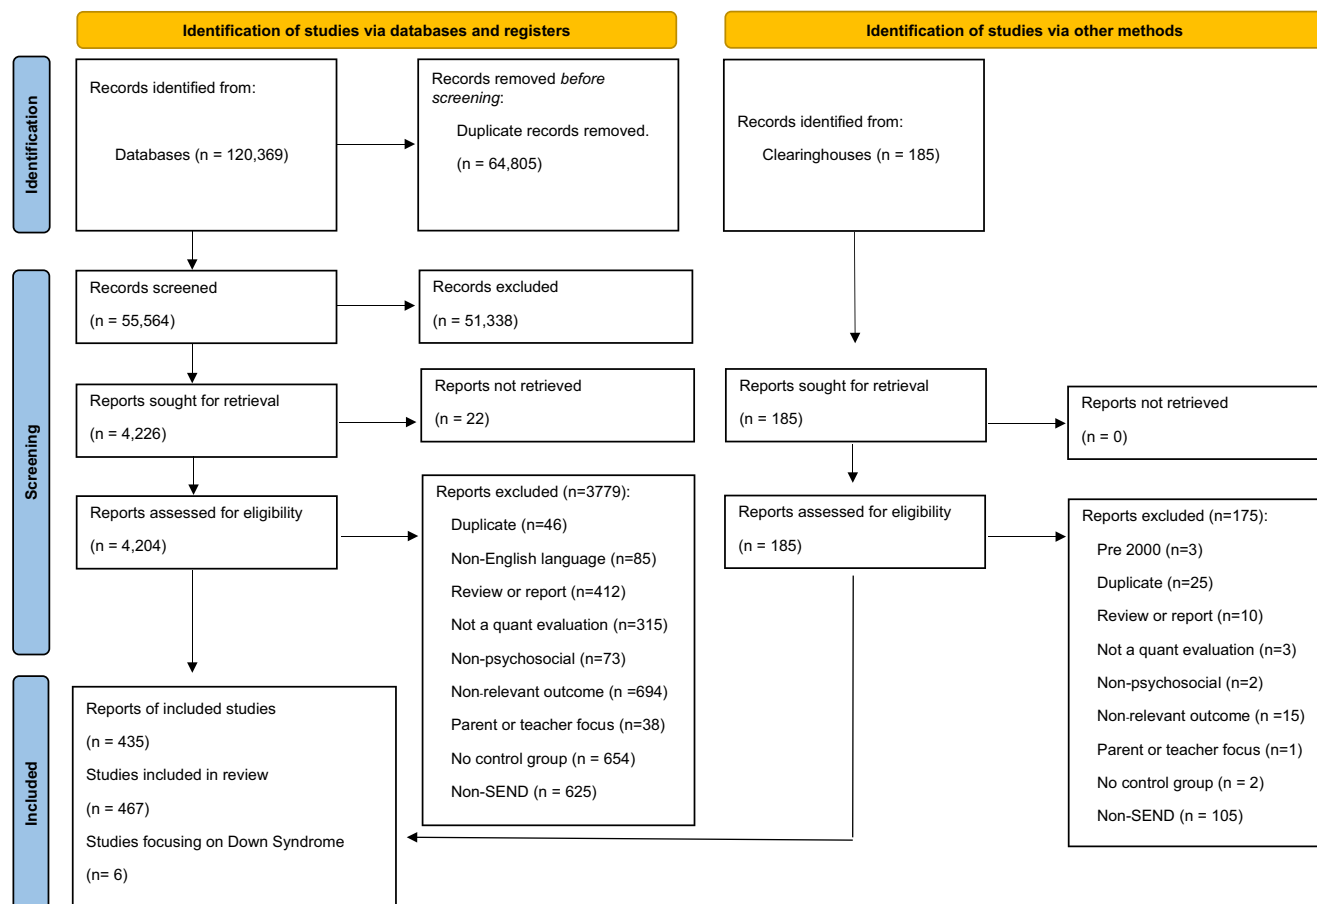 Identification of studies via databases and registers
Identification of studies via other methods
Identification
Records identified from:
Databases (n = 120,369)
Records removed before
screening:
Duplicate records removed.
(n = 64,805)
Records identified from:
Clearinghouses (n = 185)
Screening
Records screened
(n = 55,564)
Records excluded
(n = 51,338)
Reports sought for retrieval
(n = 4,226)
Reports not retrieved
(n = 22)
Reports sought for retrieval
(n = 185)
Reports not retrieved
(n = 0)
Reports assessed for eligibility
(n = 4,204)
Reports excluded (n=3779):
Duplicate (n=46)
Non-English language (n=85)
Review or report (n=412)
Not a quant evaluation (n=315)
Non-psychosocial (n=73)
Non-relevant outcome (n =694)
Parent or teacher focus (n=38)
No control group (n = 654)
Non-SEND (n = 625)
Reports assessed for eligibility
(n = 185)
Reports excluded (n=175):
Pre 2000 (n=3)
Duplicate (n=25)
Review or report (n=10)
Not a quant evaluation (n=3)
Non-psychosocial (n=2)
Non-relevant outcome (n =15)
Parent or teacher focus (n=1)
No control group (n = 2)
Non-SEND (n = 105)
Included
Reports of included studies
(n = 435)
Studies included in review
(n = 467)
Studies focusing on Down Syndrome
(n= 6)